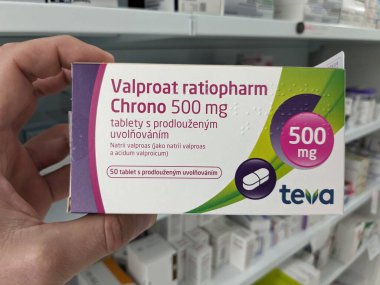 Valproat ratiopharm
Chrono 500 mg
tablety s prodlouženým
uvolňováním
Natrii valproas (jako natrii valproas
a acidum valproicum)
50 tablet s prodlouženým uvolňováním
500
mg
teva